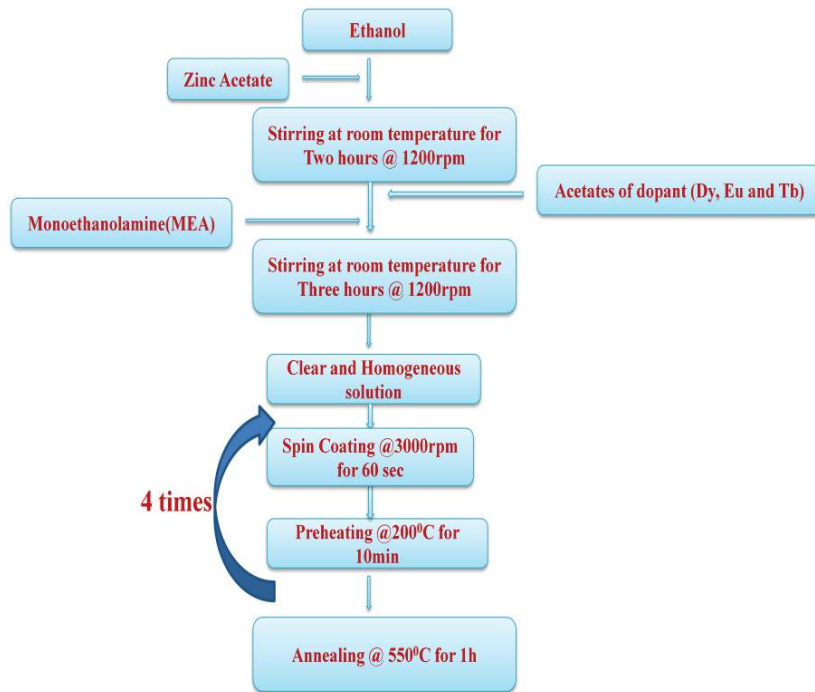 Ethanol
Zinc Acetate
Stirring at room temperature for
Two hours @ 1200rpm
Acetates of dopant (Dy, Eu and Tb)
Monoethanolamine(MEA)
Stirring at room temperature for
Three hours @ 1200rpm
Clear and Homogeneous
solution
Spin Coating @3000rpm
for 60 sec
4 times
Preheating @200⁰C for
10min
Annealing @ 550⁰C for 1h